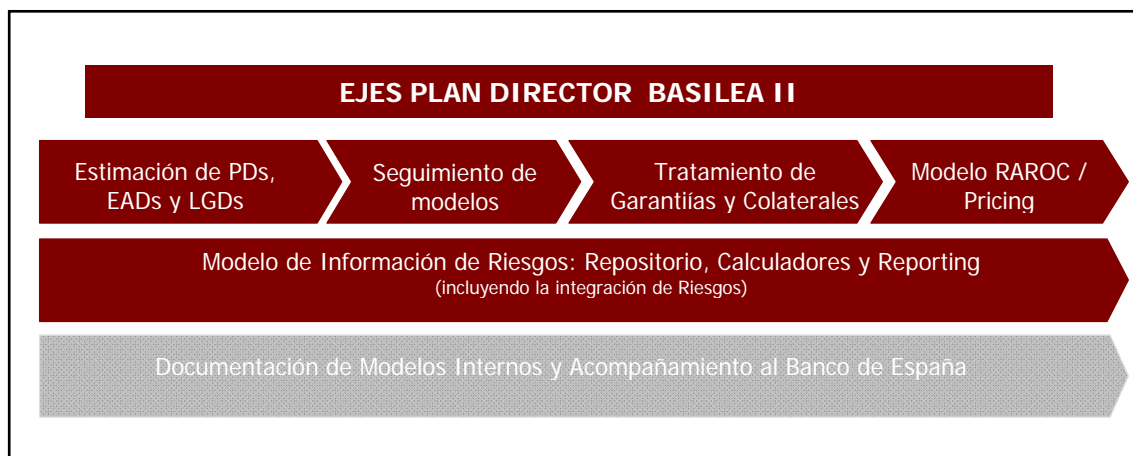 EJES PLAN DIRECTOR BASILEA II
Estimación de PDs,
EADs y LGDs
Seguimiento de
modelos
Tratamiento de
Garantiías y Colaterales
Modelo RAROC /
Pricing
Modelo de Información de Riesgos: Repositorio, Calculadores y Reporting
(incluyendo la integración de Riesgos)
Documentación de Modelos Internos y Acompañamiento al Banco de España